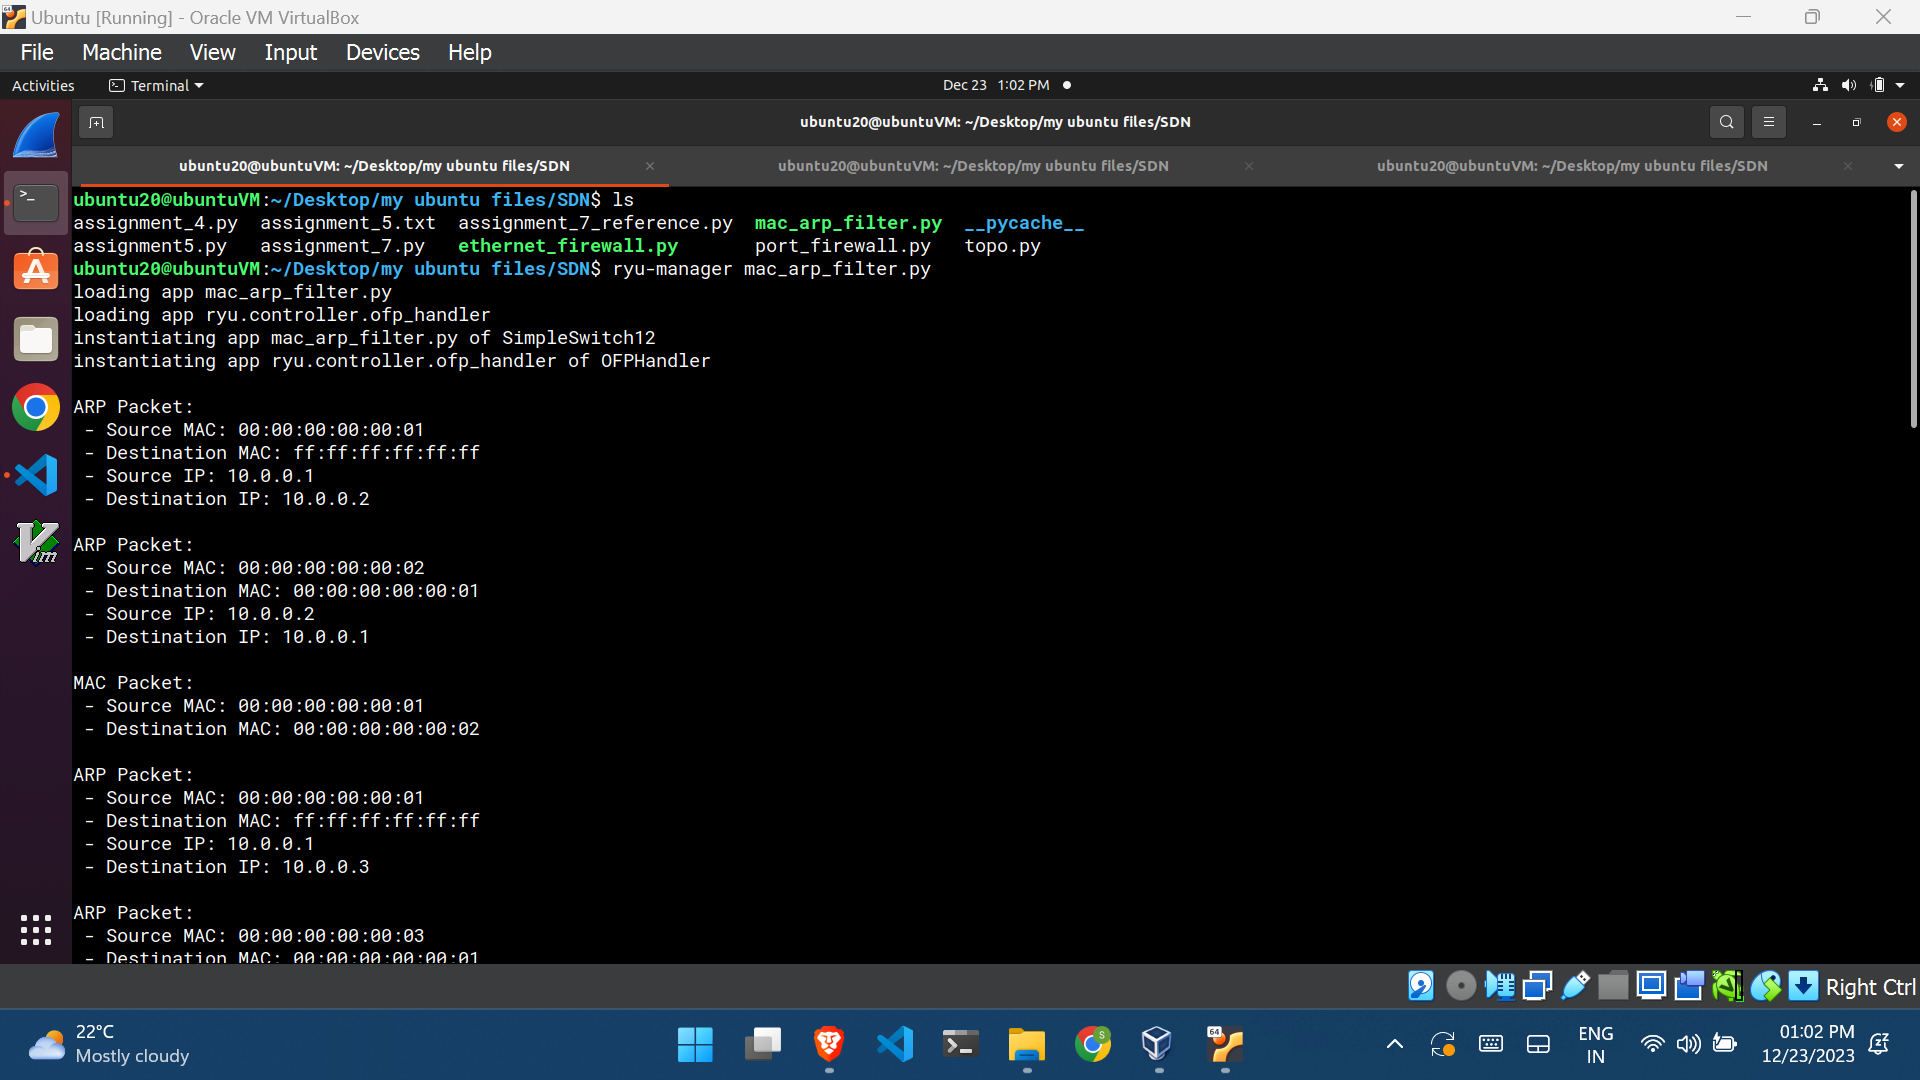 Ubuntu [Running] - Oracle VM VirtualBox
File Machine View Input Devices Help
Activities Terminal Dec 23 1:02 PM
ubuntu20@ubuntuVM: ~/Desktop/my ubuntu files/SDN
ubuntu20@ubuntuVM: ~/Desktop/my ubuntu files/SDN ubuntu20@ubuntuVM: ~/Desktop/my ubuntu files/SDN ubuntu20@ubuntuVM: ~/Desktop/my ubuntu files/SDN
ubuntu20@ubuntuVM:~/Desktop/my ubuntu files/SDN$ ls
assignment_4.py assignment_5.txt assignment_7_reference.py mac_arp_filter.py __pycache__
assignment5.py assignment_7.py ethernet_firewall.py port_firewall.py topo.py
ubuntu20@ubuntuVM:~/Desktop/my ubuntu files/SDN$ ryu-manager mac_arp_filter.py
loading app mac_arp_filter.py
loading app ryu.controller.ofp_handler
instantiating app mac_arp_filter.py of SimpleSwitch12
instantiating app ryu.controller.ofp_handler of OFPHandler
ARP Packet:
- Source MAC: 00:00:00:00:00:01
- Destination MAC: ff:ff:ff:ff:ff:ff
- Source IP: 10.0.0.1
- Destination IP: 10.0.0.2
ARP Packet:
- Source MAC: 00:00:00:00:00:02
- Destination MAC: 00:00:00:00:00:01
- Source IP: 10.0.0.2
- Destination IP: 10.0.0.1
MAC Packet:
- Source MAC: 00:00:00:00:00:01
- Destination MAC: 00:00:00:00:00:02
ARP Packet:
- Source MAC: 00:00:00:00:00:01
- Destination MAC: ff:ff:ff:ff:ff:ff
- Source IP: 10.0.0.1
- Destination IP: 10.0.0.3
ARP Packet:
- Source MAC: 00:00:00:00:00:03
- Destination MAC: 00:00:00:00:00:01
Right Ctrl
22°C
Mostly cloudy
ENG
IN
01:02 PM
12/23/2023